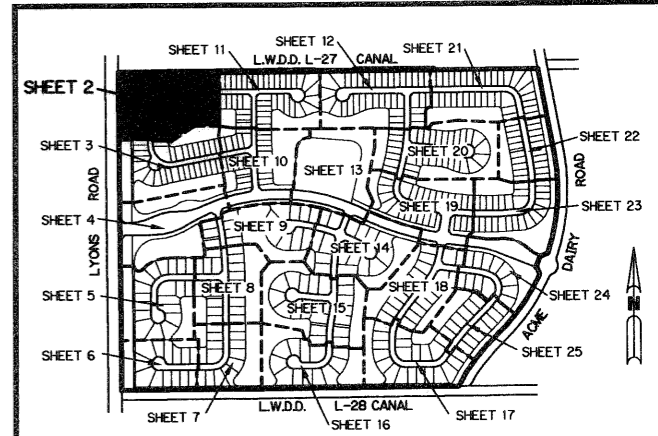 SHEET 12
SHEET 21
SHEET 11
L.W.D.D. L-27 CANAL
SHEET 2
SHEET 22
SHEET 3
SHEET 20
SHEET 10
SHEET 13
ROAD
ROAD
SHEET 19
SHEET 23
SHEET 4
SHEET 9
LYONS
SHEET 14
DAIRY
N
SHEET 18
SHEET 24
SHEET 5
SHEET 8
SHEET 15
ACME
SHEET 25
SHEET 6
SHEET 7
L.W.D.D. L-28 CANAL
SHEET 17
SHEET 16